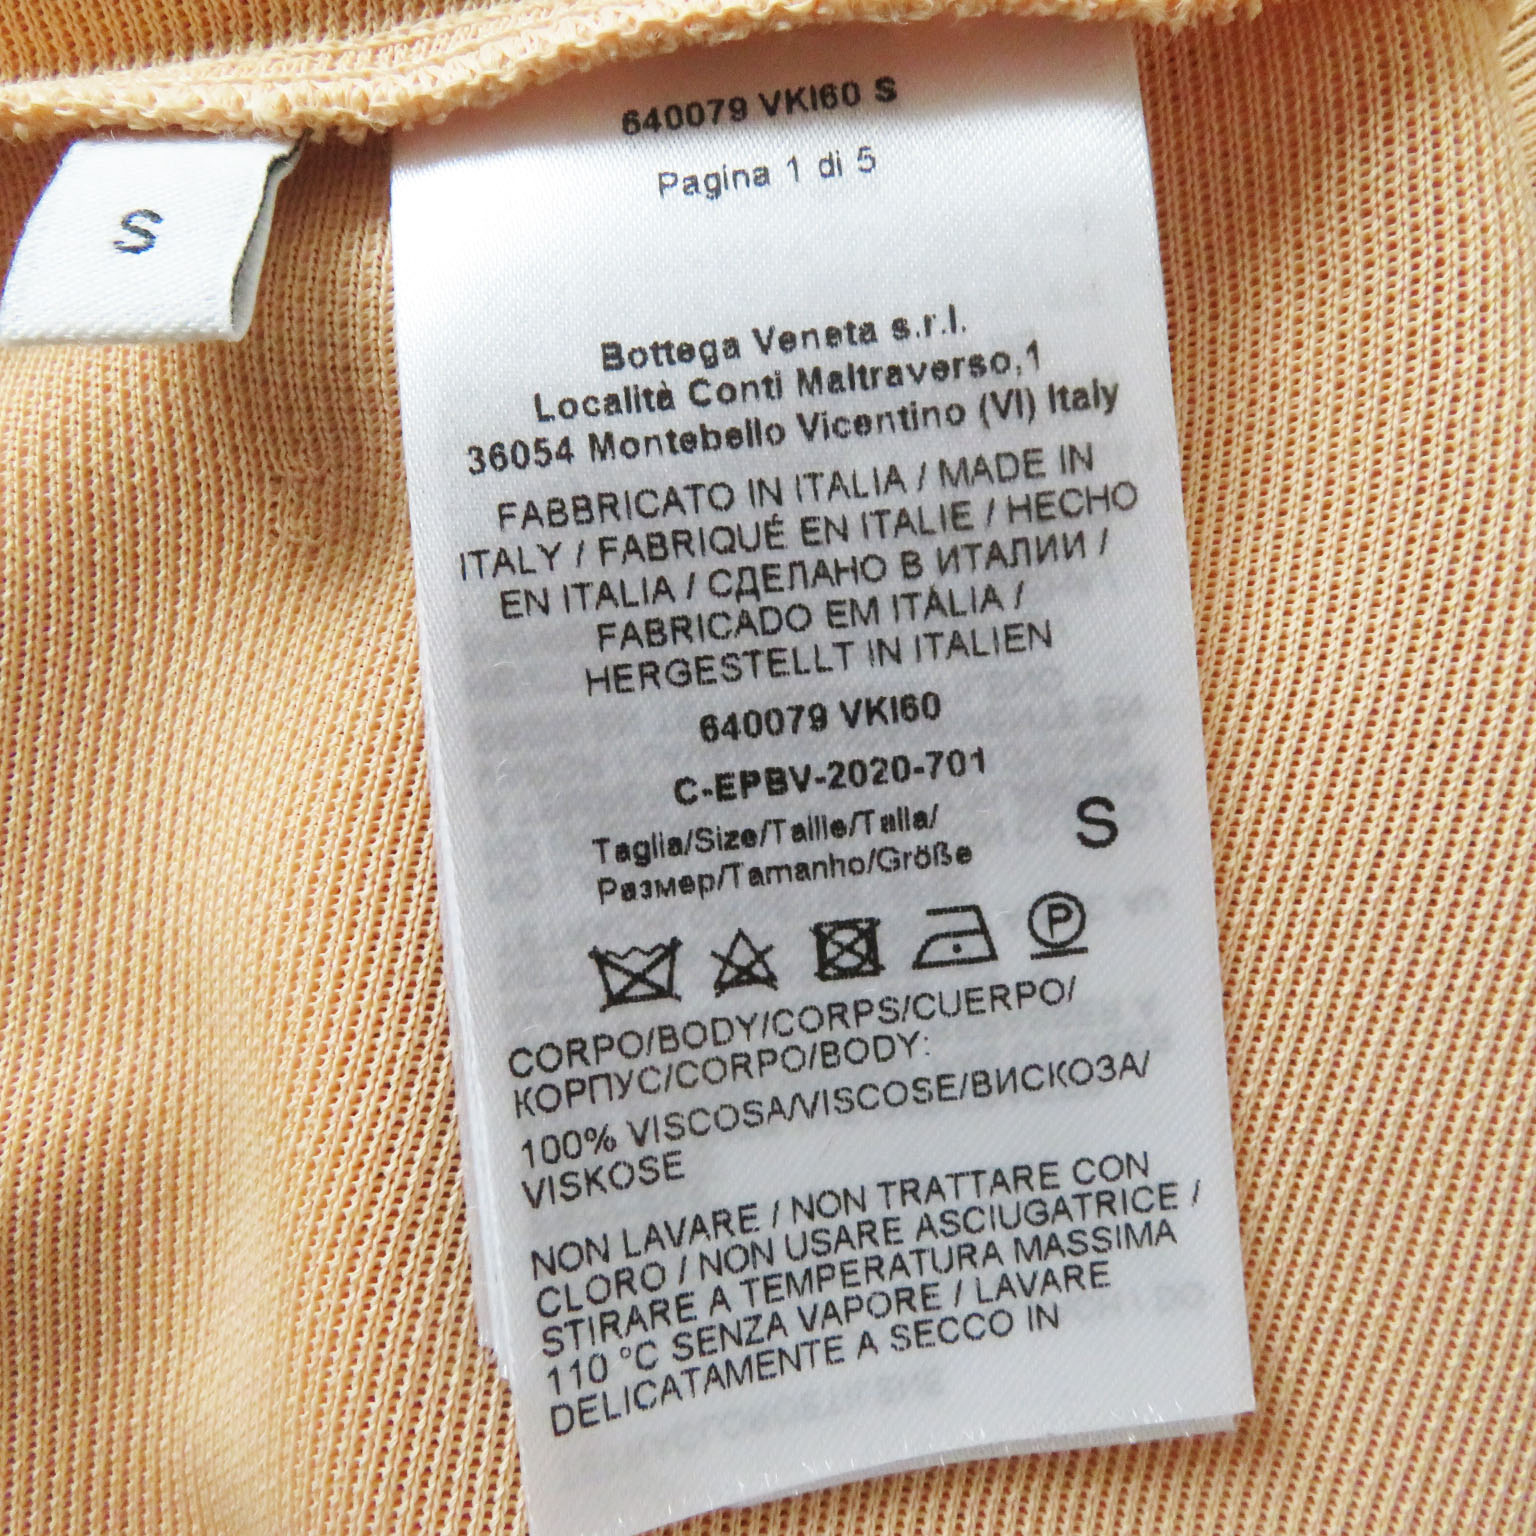 640079 VKI60 S
Pagina 1 di 5
S
Bottega Veneta s.r.l.
Località Conti Maltraverso,1
36054 Montebello Vicentino (VI) Italy
FABBRICATO IN ITALIA / MADE IN
ITALY / FABRIQUÉ EN ITALIE / HECHO
EN ITALIA / СДЕЛАНО В ИТАЛИИ /
FABRICADO EM ITÁLIA /
HERGESTELLT IN ITALIEN
640079 VKI60
C-EPBV-2020-701
Taglia/Size/Taille/Talla/
Размер/Tamanho/Größe
S
P
CORPO/BODY/CORPS/CUERPO/
КОРПУС/CORPO/BODY:
100% VISCOSA/VISCOSE/ВИСКОЗА/
VISKOSE
NON LAVARE / NON TRATTARE CON
CLORO / NON USARE ASCIUGATRICE /
STIRARE A TEMPERATURA MASSIMA
110 °C SENZA VAPORE / LAVARE
DELICATAMENTE A SECCO IN